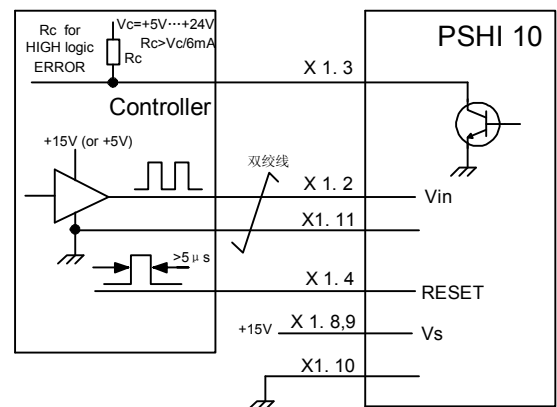 Rc for
HIGH logic
ERROR
Vc=+5V···+24V
Rc>Vc/6mA
Rc
PSHI 10
X 1. 3
Controller
+15V (or +5V)
双绞线
X 1. 2
Vin
X1. 11
>5μs
X 1. 4
RESET
+15V
X 1. 8,9
Vs
X1. 10